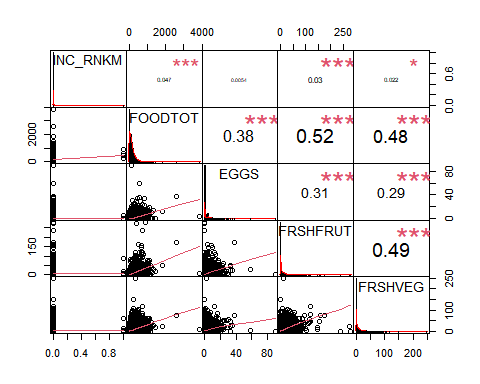 0 2000 4000 0 100 250
INC_RNKM *** 0.047 0.0054 *** 0.03 * 0.022 0.0 0.6
0 2000 FOODTOT *** 0.38 *** 0.52 *** 0.48
EGGS *** 0.31 *** 0.29 0 40 80
0 50 150 FRSHFRUT *** 0.49
FRSHVEG 0 100 250
0.0 0.4 0.8 0 40 80 0 100 200